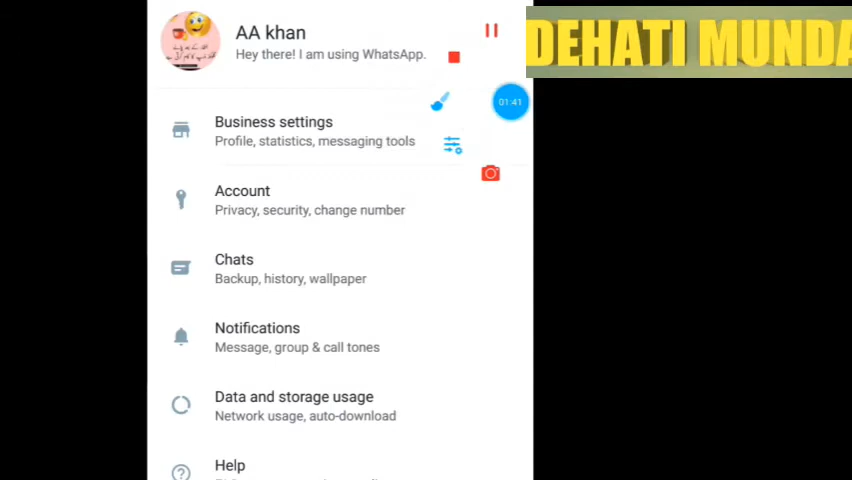 AA khan
Hey there! I am using WhatsApp.
DEHATI MUNDA
01:41
Business settings
Profile, statistics, messaging tools
Account
Privacy, security, change number
Chats
Backup, history, wallpaper
Notifications
Message, group & call tones
Data and storage usage
Network usage, auto-download
Help